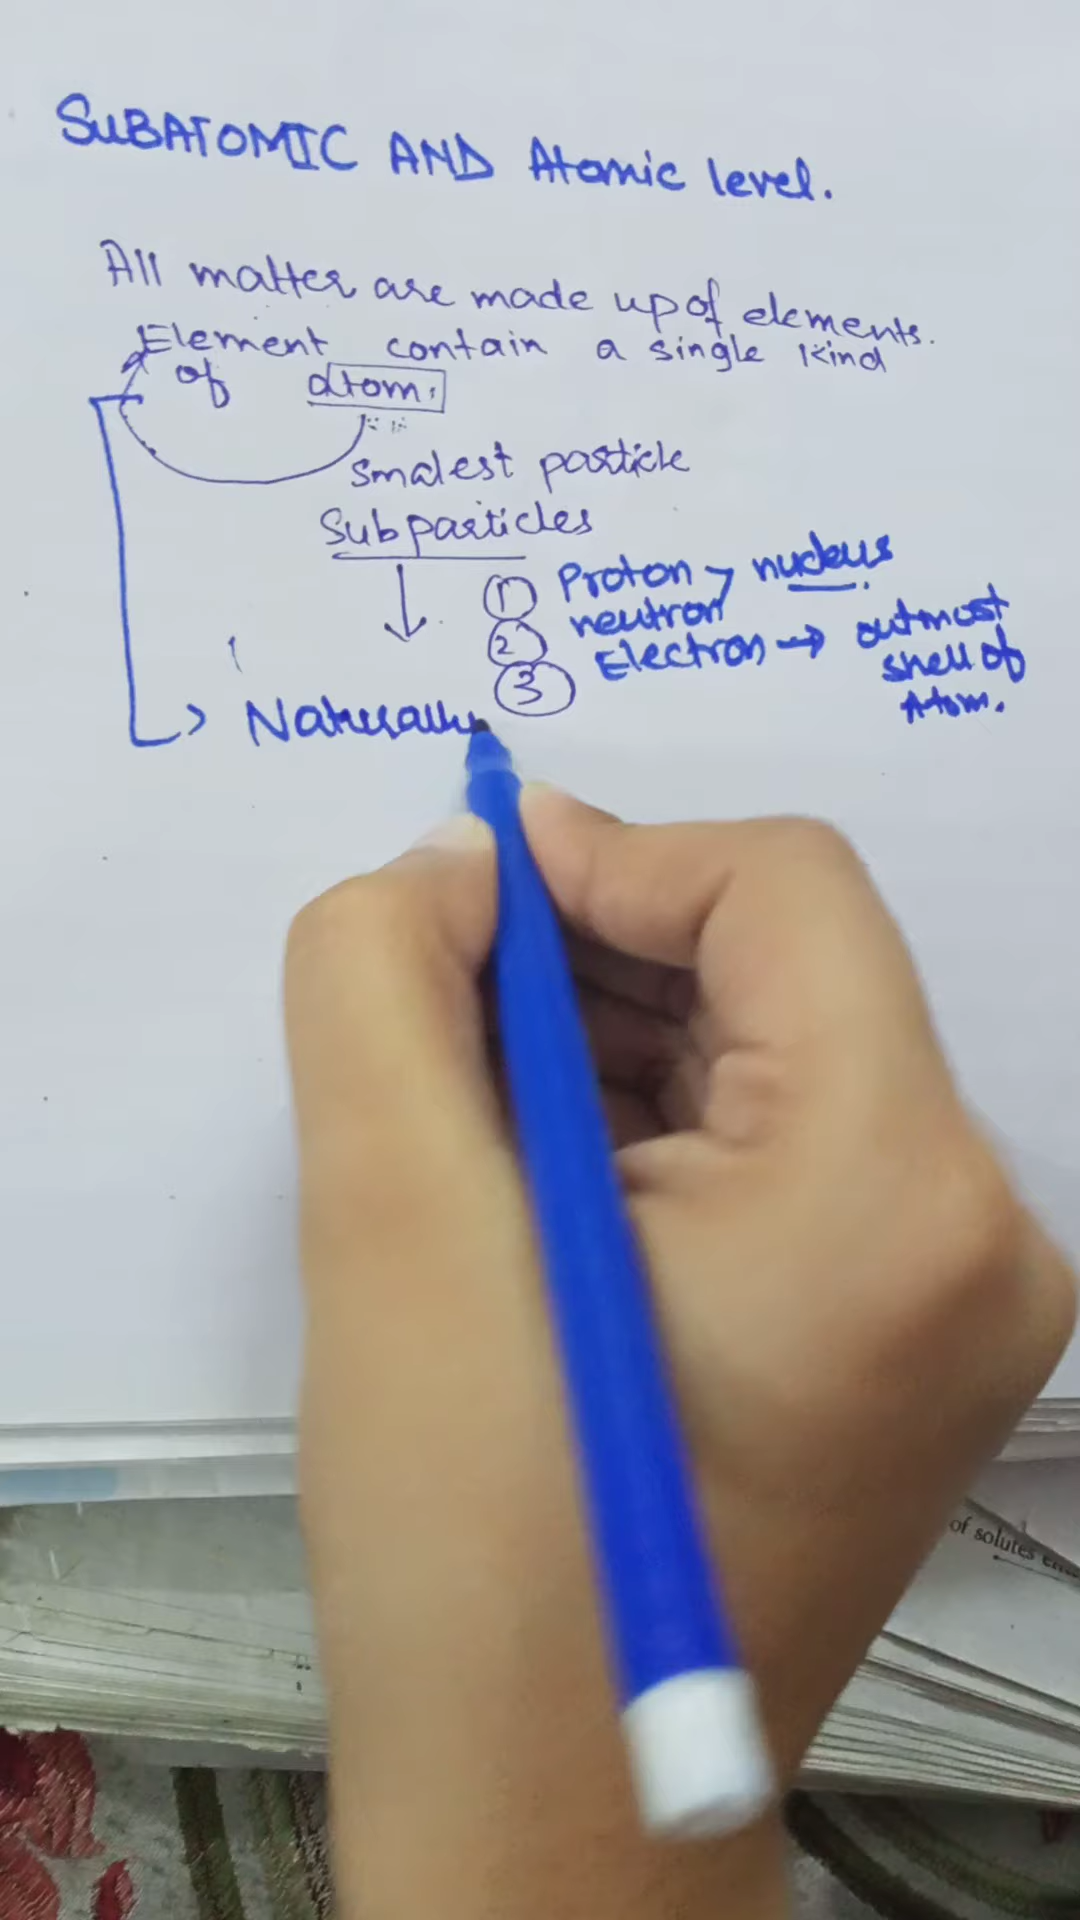 SUBATOMIC AND Atomic level.
All matter are made up of elements.
Element contain a single kind
of atom.
Smalest particle
Subparticles
1 Proton → nucleus
2 neutron
3 Electron → outmost
shell of
Atom.
Naturally
of solutes